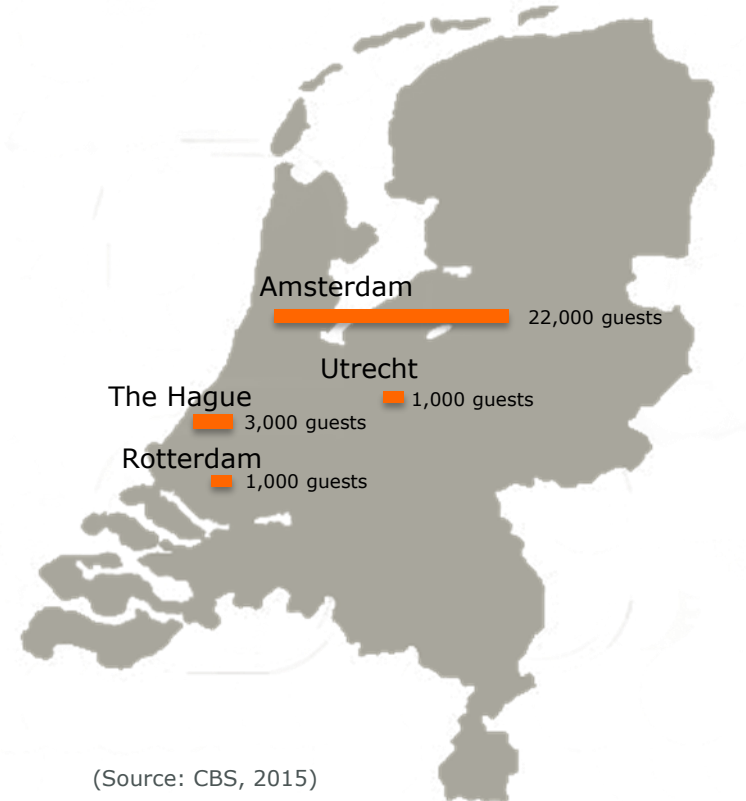 Amsterdam
22,000 guests
Utrecht
1,000 guests
The Hague
3,000 guests
Rotterdam
1,000 guests
(Source: CBS, 2015)